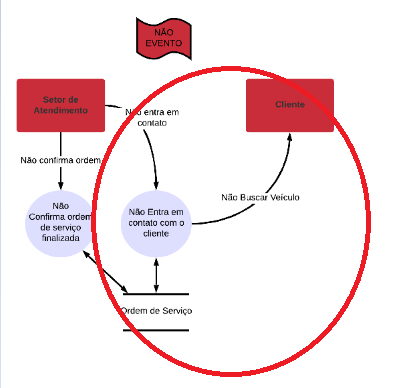 NÃO
EVENTO
Setor de
Atendimento
Cliente
Não entra em
contato
Não confirma ordem
Não Buscar Veículo
Não
Confirma ordem
de serviço
finalizada
Não Entra em
contato com o
cliente
Ordem de Serviço